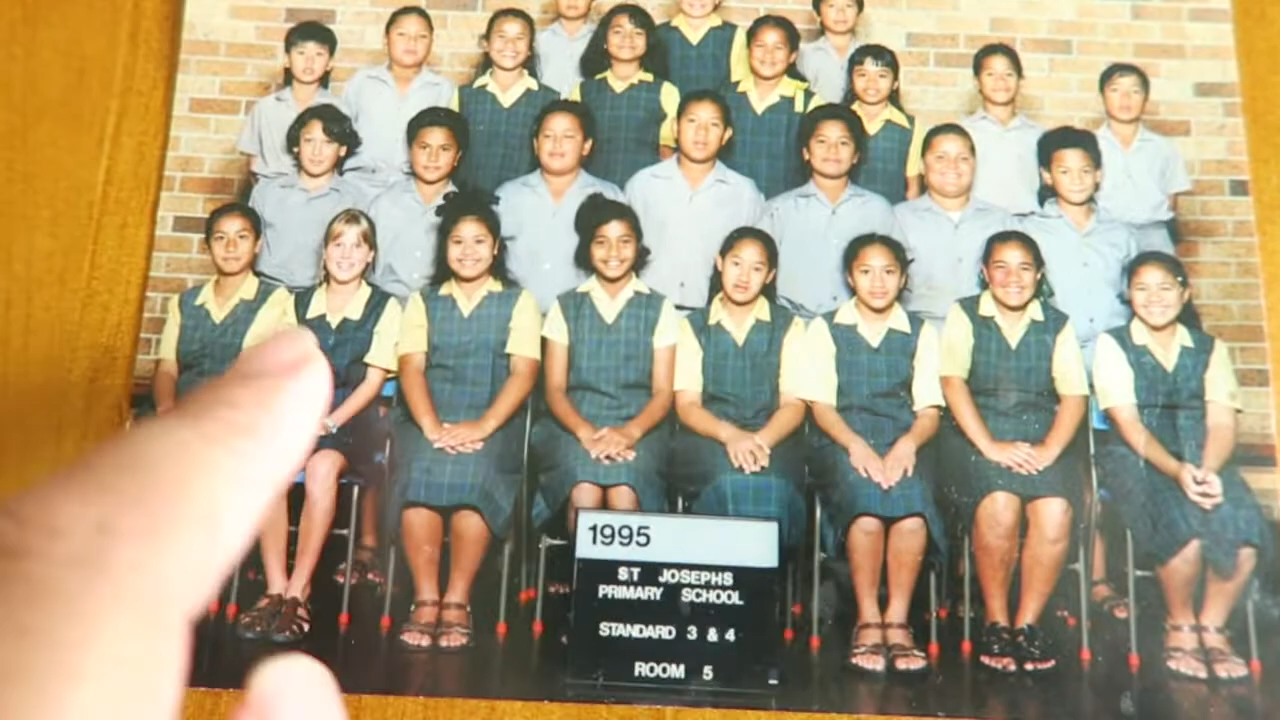 1995
ST JOSEPHS
PRIMARY SCHOOL
STANDARD 3 & 4
ROOM 5